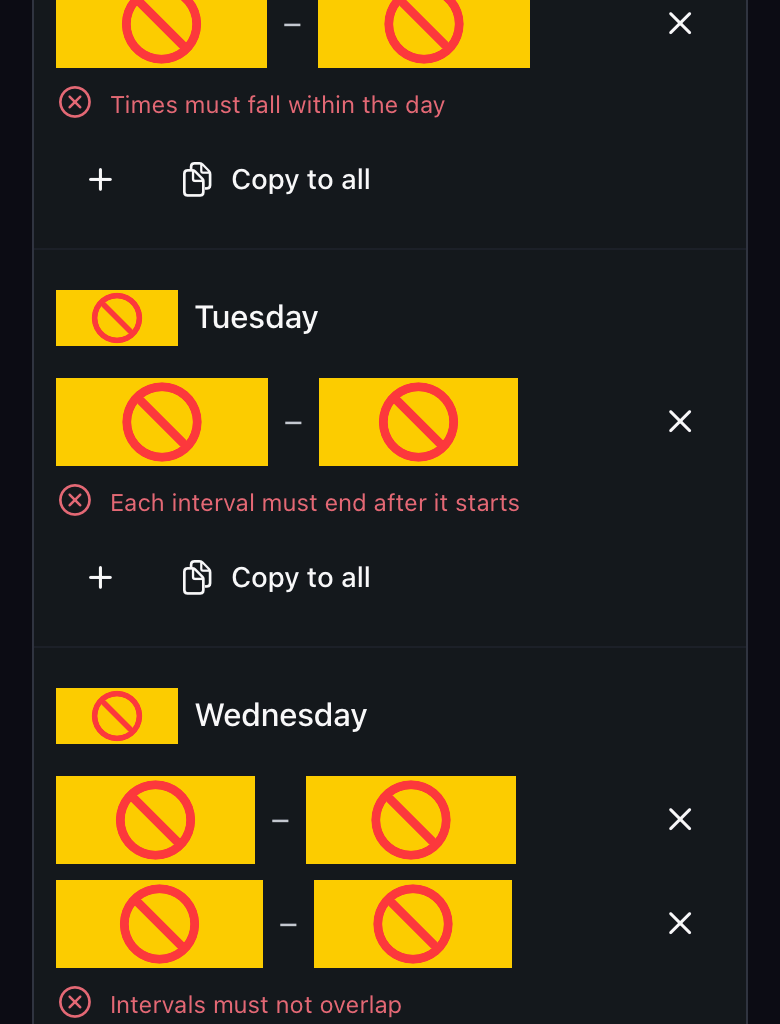 –
Times must fall within the day
Copy to all
Tuesday
–
Each interval must end after it starts
Copy to all
Wednesday
–
–
Intervals must not overlap